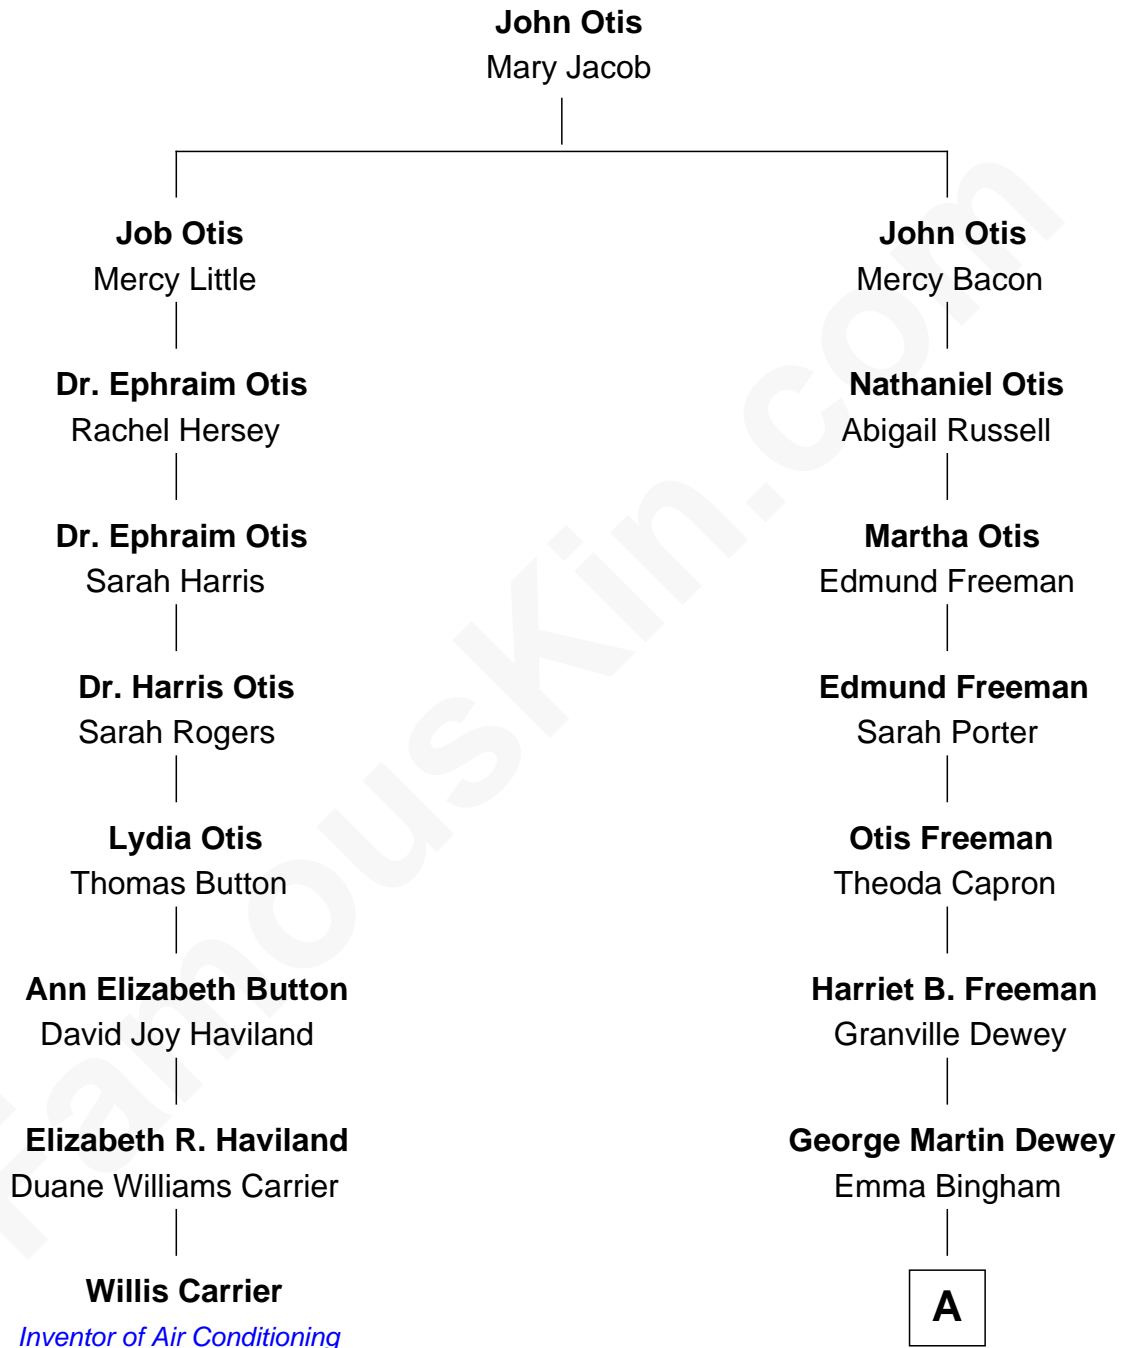 John Otis
Mary Jacob
Job Otis
Mercy Little
John Otis
Mercy Bacon
Dr. Ephraim Otis
Rachel Hersey
Nathaniel Otis
Abigail Russell
Dr. Ephraim Otis
Sarah Harris
Martha Otis
Edmund Freeman
Dr. Harris Otis
Sarah Rogers
Edmund Freeman
Sarah Porter
Lydia Otis
Thomas Button
Otis Freeman
Theoda Capron
Ann Elizabeth Button
David Joy Haviland
Harriet B. Freeman
Granville Dewey
Elizabeth R. Haviland
Duane Williams Carrier
George Martin Dewey
Emma Bingham
Willis Carrier
Inventor of Air Conditioning
A
FamousKin.com